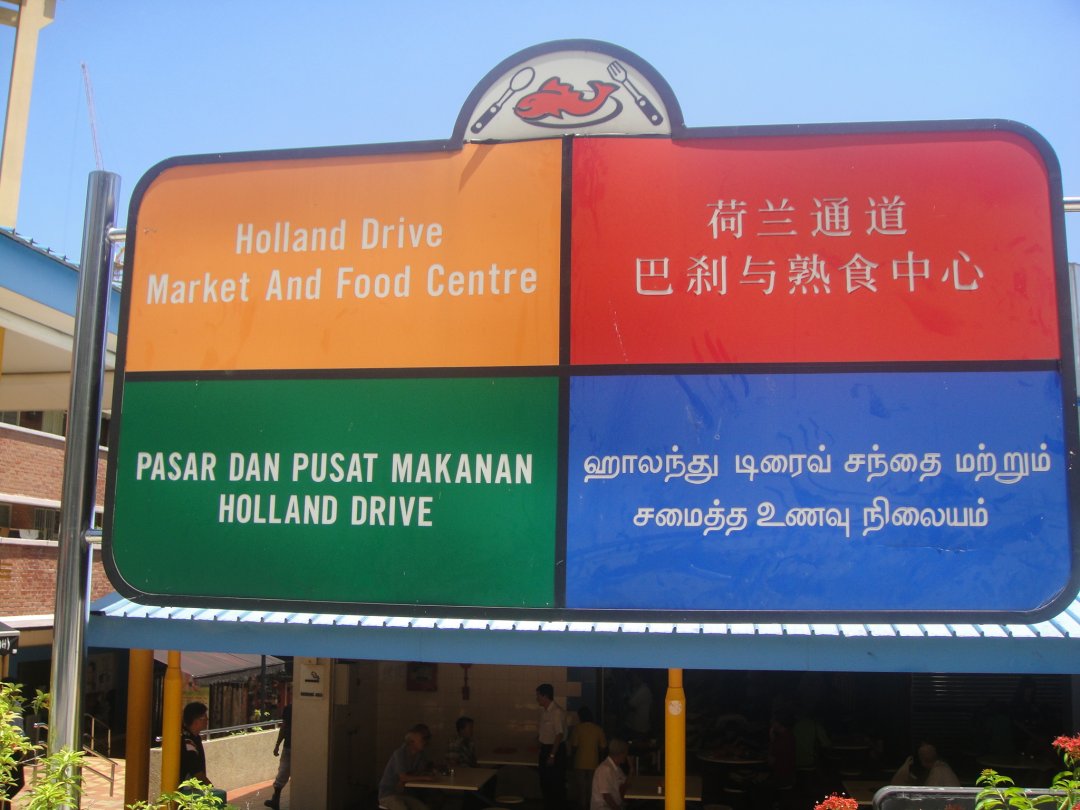 Holland Drive
Market And Food Centre
荷兰通道
巴刹与熟食中心
PASAR DAN PUSAT MAKANAN
HOLLAND DRIVE
ஹாலந்து டிரைவ் சந்தை மற்றும்
சமைத்த உணவு நிலையம்